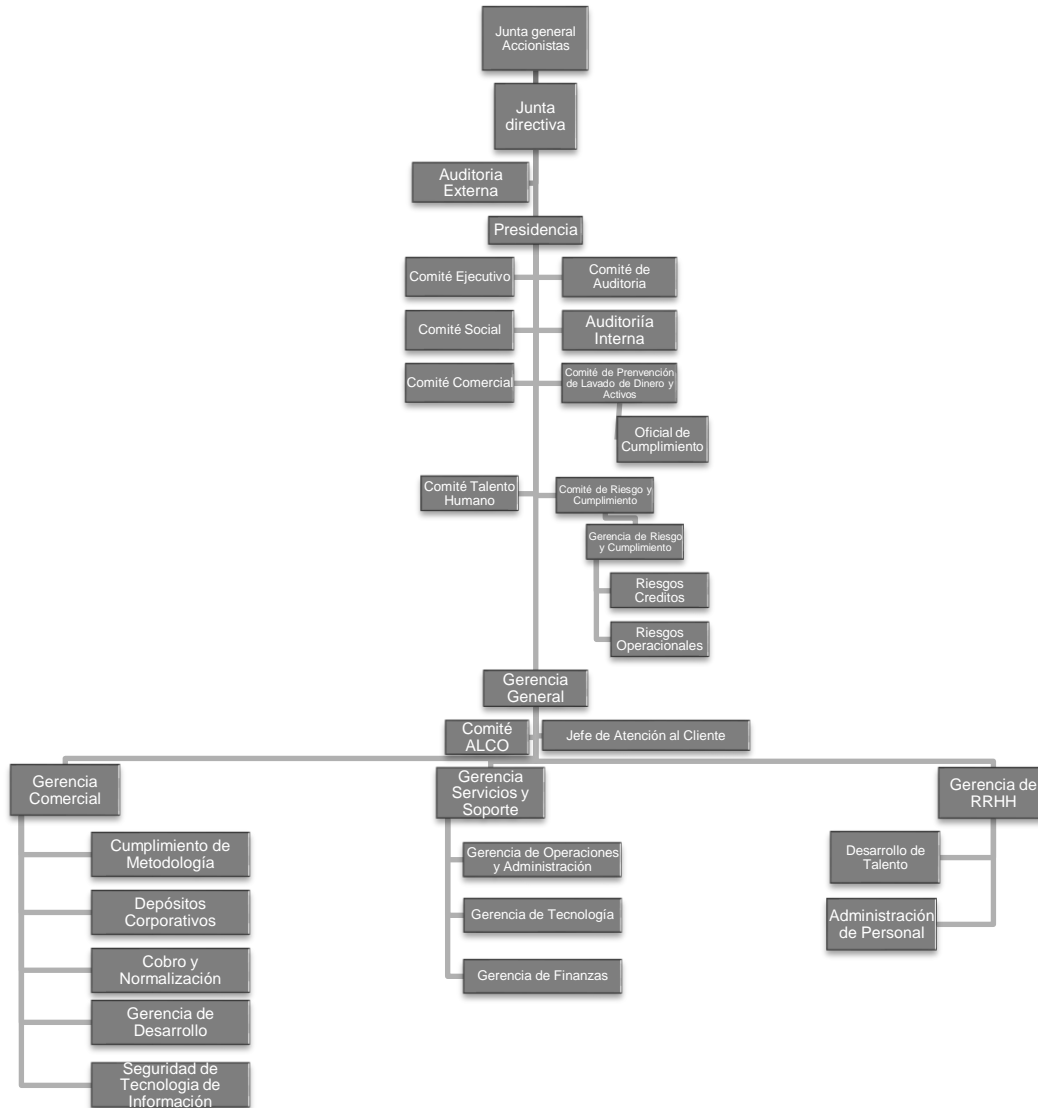 Junta general
Accionistas
Junta
directiva
Auditoria
Externa
Presidencia
Comité Ejecutivo
Comité de
Auditoria
Comité Social
Auditoriía
Interna
Comité Comercial
Comité de Prenvención
de Lavado de Dinero y
Activos
Oficial de
Cumplimiento
Comité Talento
Humano
Comité de Riesgo y
Cumplimiento
Gerencia de Riesgo
y Cumplimiento
Riesgos
Creditos
Riesgos
Operacionales
Gerencia
General
Comité
ALCO
Jefe de Atención al Cliente
Gerencia
Comercial
Cumplimiento de
Metodología
Depósitos
Corporativos
Cobro y
Normalización
Gerencia de
Desarrollo
Seguridad de
Tecnologia de
Información
Gerencia
Servicios y
Soporte
Gerencia de Operaciones
y Administración
Gerencia de Tecnología
Gerencia de Finanzas
Gerencia de
RRHH
Desarrollo de
Talento
Administración
de Personal